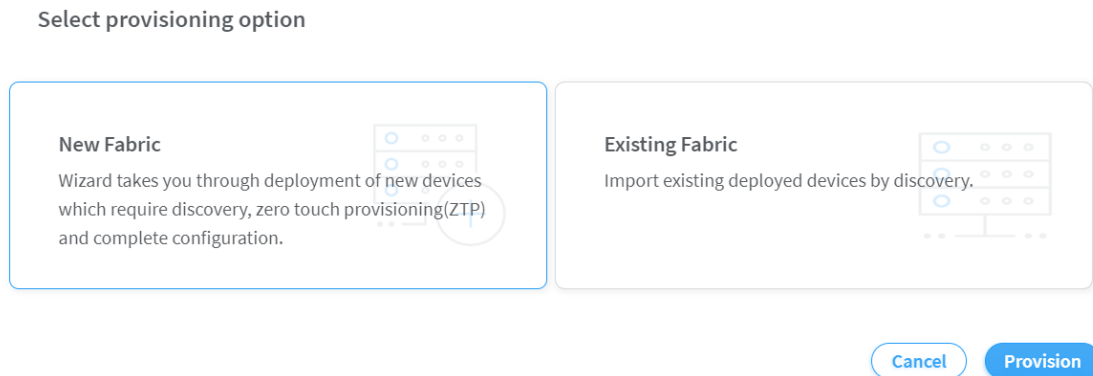 Select provisioning option
New Fabric
Wizard takes you through deployment of new devices
which require discovery, zero touch provisioning(ZTP)
and complete configuration.
Existing Fabric
Import existing deployed devices by discovery.
Cancel
Provision